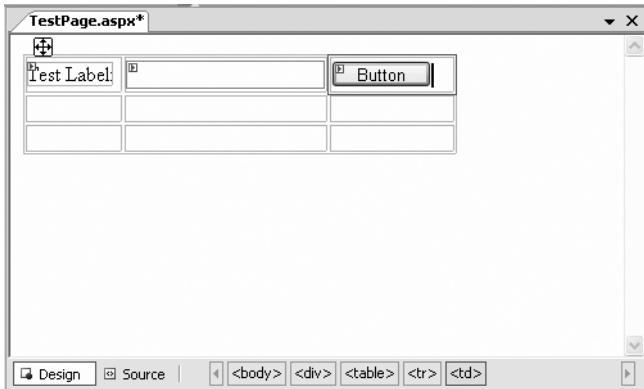 TestPage.aspx*
Test Label:
Button
Design
Source
<body> <div> <table> <tr> <td>